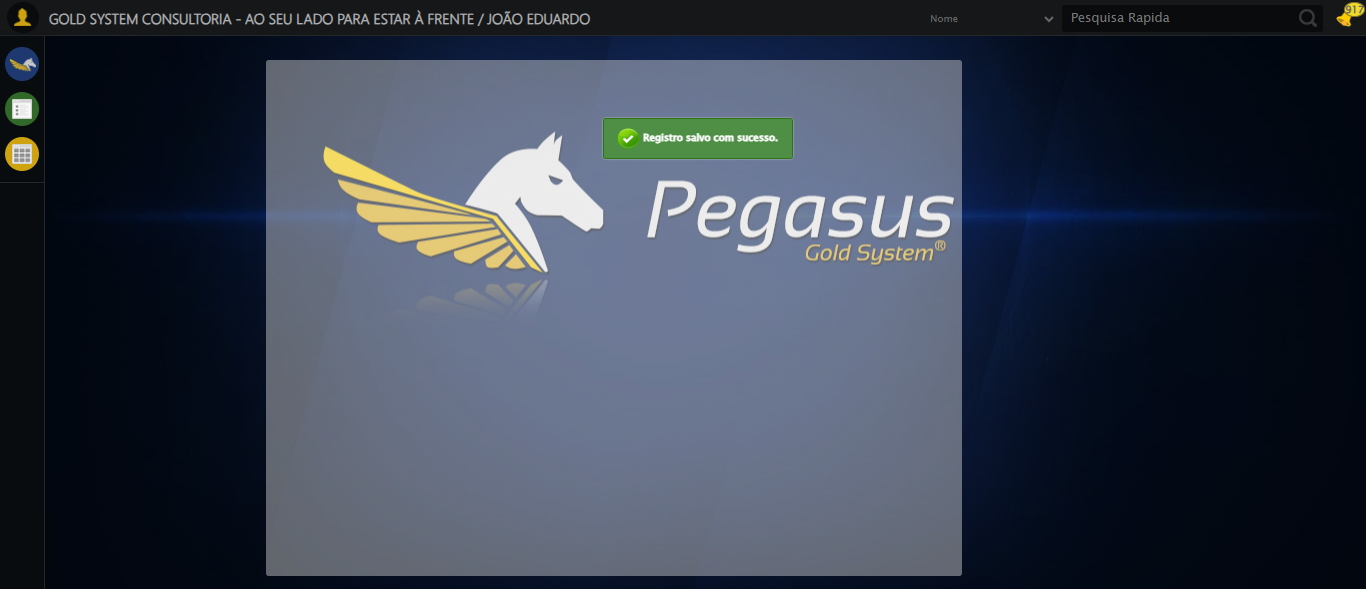 GOLD SYSTEM CONSULTORIA - AO SEU LADO PARA ESTAR À FRENTE / JOÃO EDUARDO
Nome
Pesquisa Rapida
917
Registro salvo com sucesso.
Pegasus
Gold System®